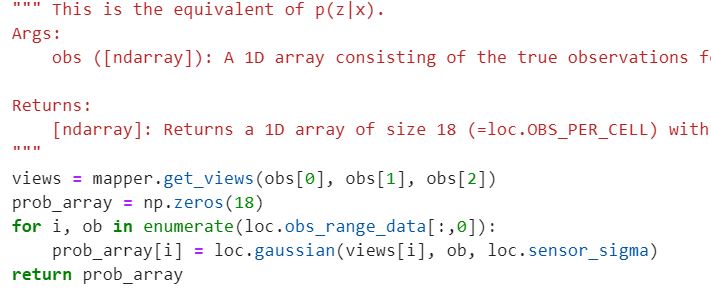 """ This is the equivalent of p(z|x).
Args:
    obs ([ndarray]): A 1D array consisting of the true observations

Returns:
    [ndarray]: Returns a 1D array of size 18 (=loc.OBS_PER_CELL) with
"""
views = mapper.get_views(obs[0], obs[1], obs[2])
prob_array = np.zeros(18)
for i, ob in enumerate(loc.obs_range_data[:,0]):
    prob_array[i] = loc.gaussian(views[i], ob, loc.sensor_sigma)
return prob_array